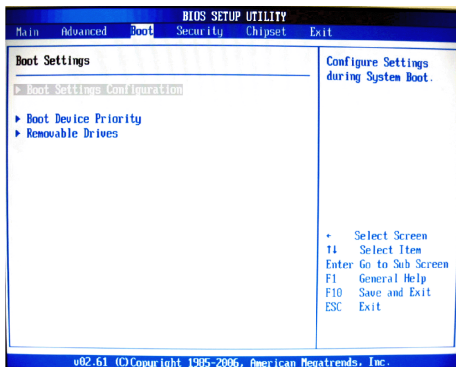 BIOS SETUP UTILITY
Main Advanced Boot Security Chipset Exit
Boot Settings
▶ Boot Settings Configuration
▶ Boot Device Priority
▶ Removable Drives
Configure Settings
during System Boot.
← Select Screen
↑↓ Select Item
Enter Go to Sub Screen
F1 General Help
F10 Save and Exit
ESC Exit
v02.61 (C)Copyright 1985-2006, American Megatrends, Inc.